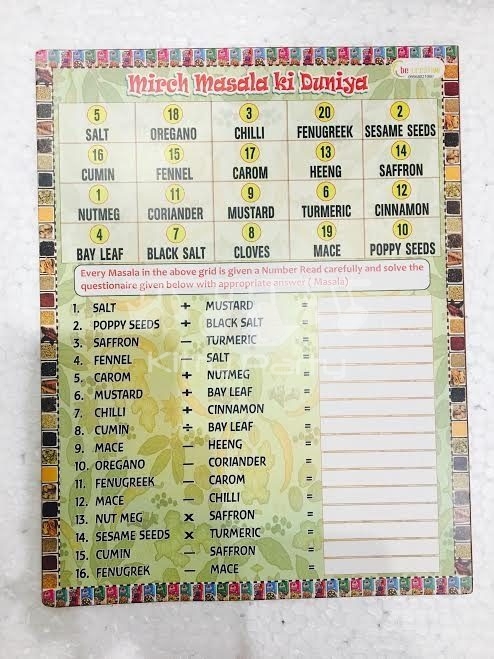 Mirch Masala ki Duniya
be creative
5 18 3 20 2
SALT OREGANO CHILLI FENUGREEK SESAME SEEDS
16 15 17 13 14
CUMIN FENNEL CAROM HEENG SAFFRON
1 11 9 6 12
NUTMEG CORIANDER MUSTARD TURMERIC CINNAMON
4 7 8 19 10
BAY LEAF BLACK SALT CLOVES MACE POPPY SEEDS
Every Masala in the above grid is given a Number Read carefully and solve the
questionaire given below with appropriate answer ( Masala)
1. SALT + MUSTARD =
2. POPPY SEEDS + BLACK SALT =
3. SAFFRON – TURMERIC =
4. FENNEL – SALT =
5. CAROM + NUTMEG =
6. MUSTARD + BAY LEAF =
7. CHILLI + CINNAMON =
8. CUMIN ÷ BAY LEAF =
9. MACE – HEENG =
10. OREGANO – CORIANDER =
11. FENUGREEK – CAROM =
12. MACE – CHILLI =
13. NUT MEG x SAFFRON =
14. SESAME SEEDS x TURMERIC =
15. CUMIN – SAFFRON =
16. FENUGREK – MACE =